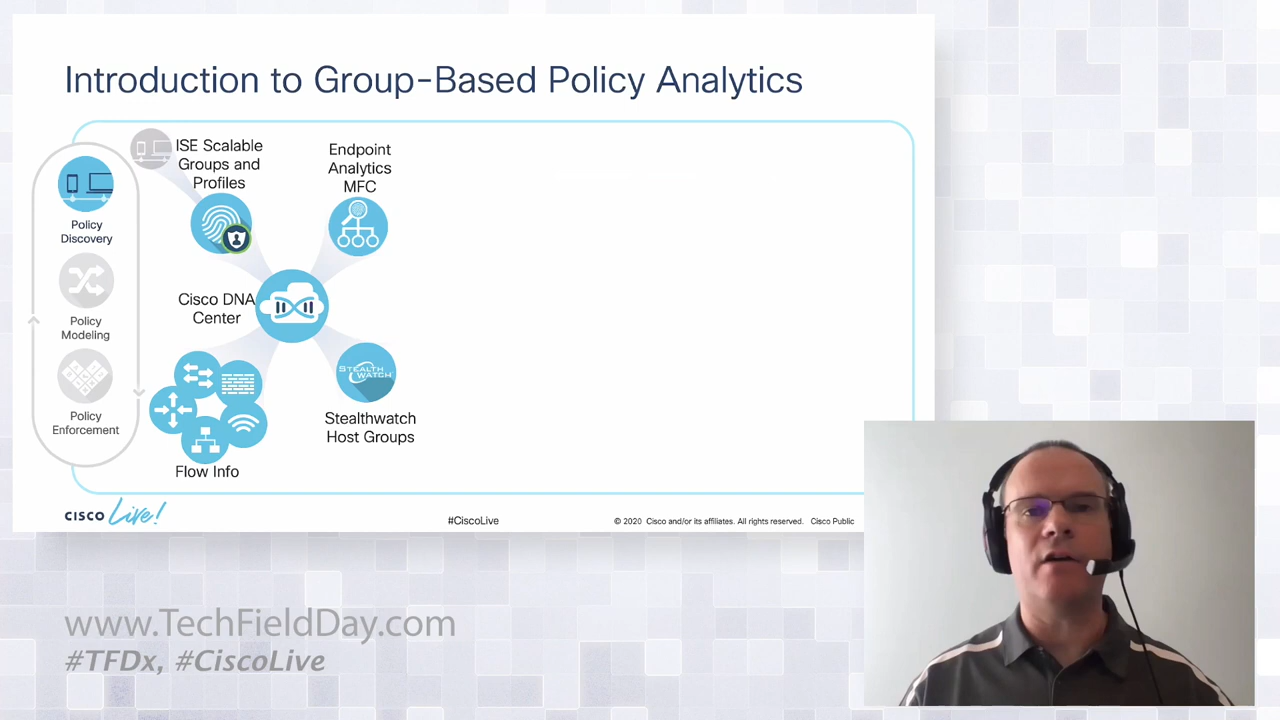 Introduction to Group-Based Policy Analytics
ISE Scalable
Groups and
Profiles
Endpoint
Analytics
MFC
Policy
Discovery
Policy
Modeling
Policy
Enforcement
Cisco DNA
Center
STEALTH
WATCH
Stealthwatch
Host Groups
Flow Info
CISCO Live!
#CiscoLive
© 2020 Cisco and/or its affiliates. All rights reserved. Cisco Public
www.TechFieldDay.com
#TFDx, #CiscoLive